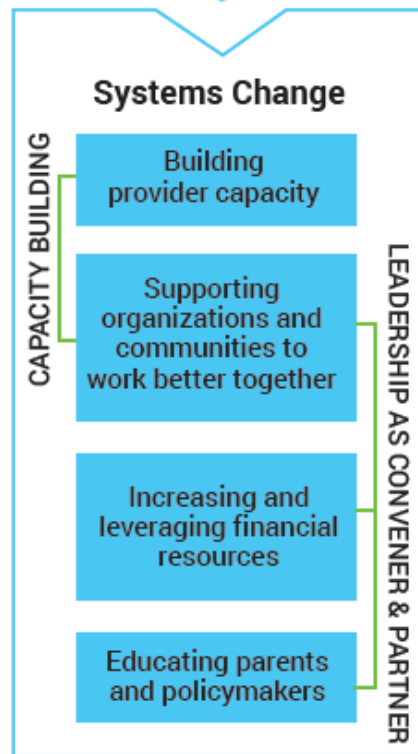 Systems Change
CAPACITY BUILDING
Building
provider capacity
Supporting
organizations and
communities to
work better together
Increasing and
leveraging financial
resources
Educating parents
and policymakers
LEADERSHIP AS CONVENER & PARTNER